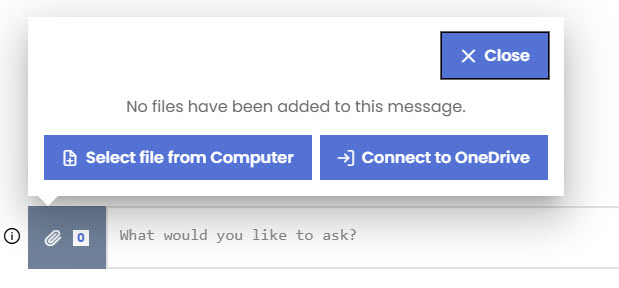 Close
No files have been added to this message.
Select file from Computer
Connect to OneDrive
0
What would you like to ask?